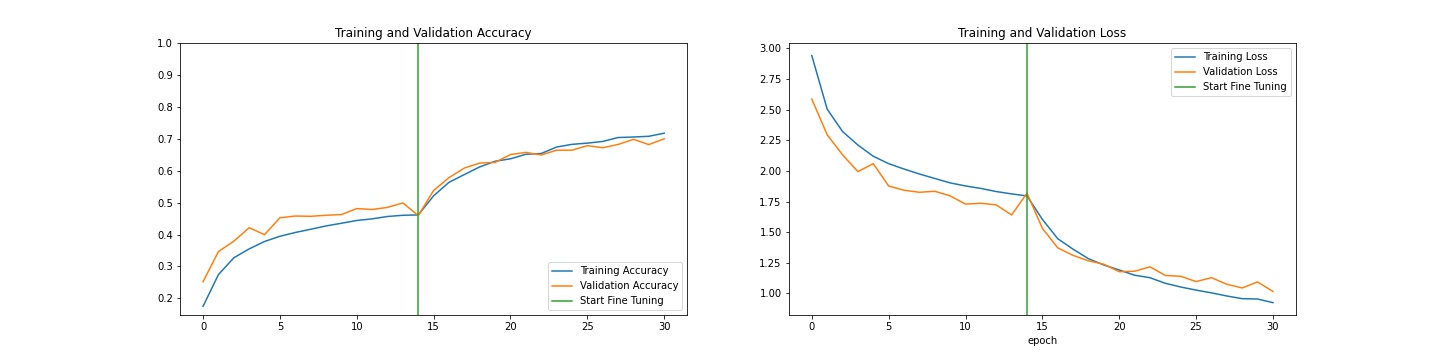 Training and Validation Accuracy
1.0
0.9
0.8
0.7
0.6
0.5
0.4
0.3
0.2
0 5 10 15 20 25 30
Training Accuracy
Validation Accuracy
Start Fine Tuning
Training and Validation Loss
3.00
2.75
2.50
2.25
2.00
1.75
1.50
1.25
1.00
0 5 10 15 20 25 30
epoch
Training Loss
Validation Loss
Start Fine Tuning